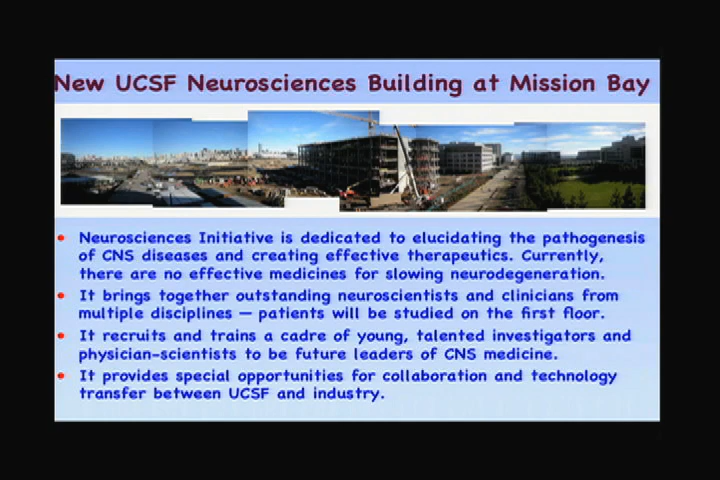 New UCSF Neurosciences Building at Mission Bay
Neurosciences Initiative is dedicated to elucidating the pathogenesis
of CNS diseases and creating effective therapeutics. Currently,
there are no effective medicines for slowing neurodegeneration.
It brings together outstanding neuroscientists and clinicians from
multiple disciplines — patients will be studied on the first floor.
It recruits and trains a cadre of young, talented investigators and
physician-scientists to be future leaders of CNS medicine.
It provides special opportunities for collaboration and technology
transfer between UCSF and industry.